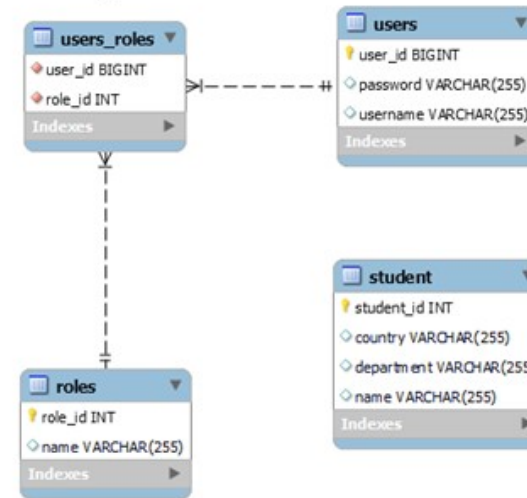 users_roles
user_id BIGINT
role_id INT
Indexes
users
user_id BIGINT
password VARCHAR(255)
username VARCHAR(255)
Indexes
student
student_id INT
country VARCHAR(255)
department VARCHAR(255
name VARCHAR(255)
Indexes
roles
role_id INT
name VARCHAR(255)
Indexes